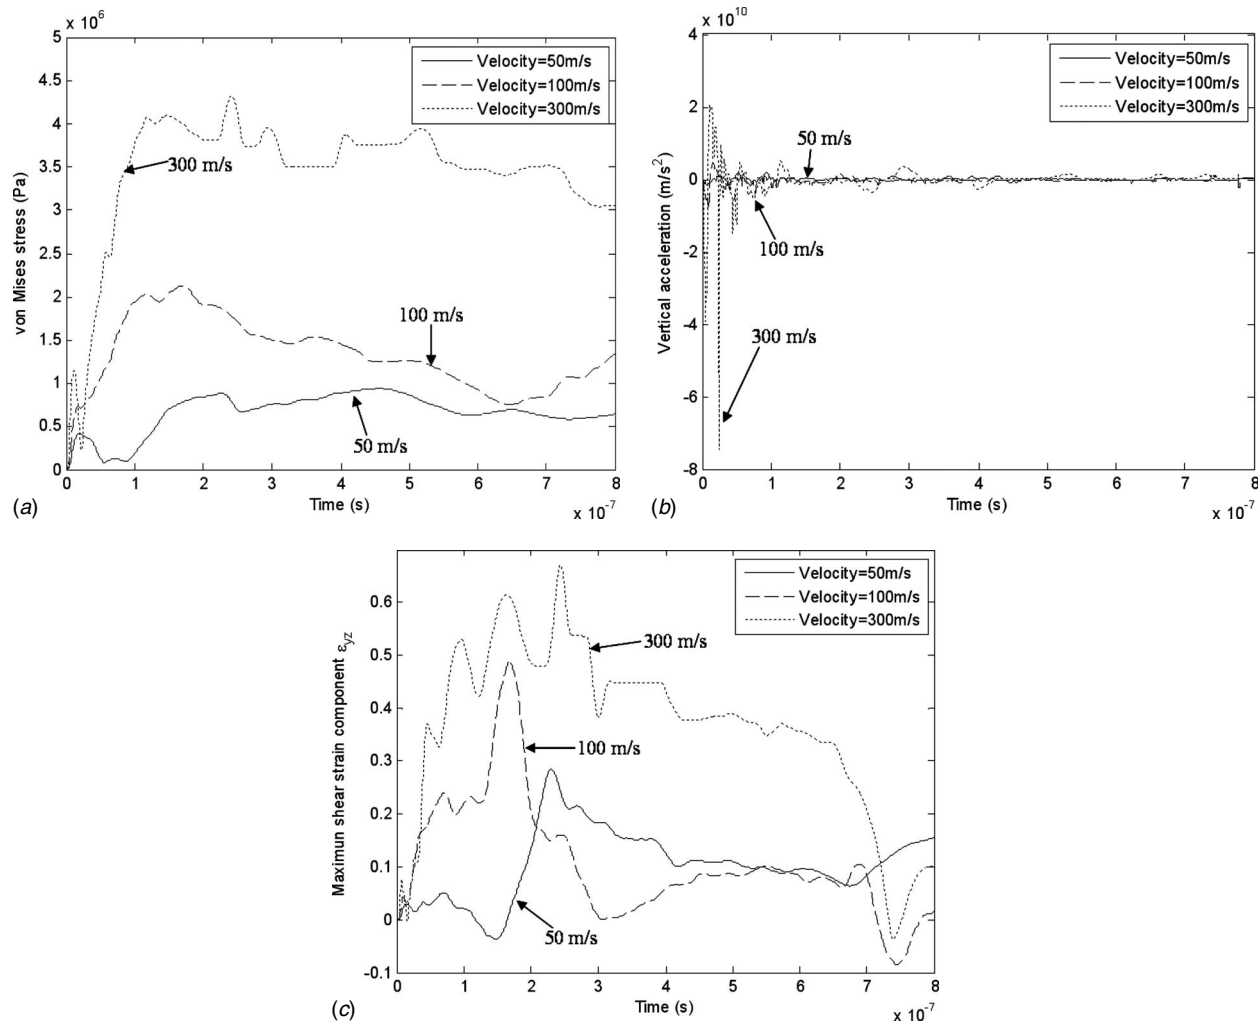 x 10⁶
5
4.5
4
3.5
3
2.5
2
1.5
1
0.5
0
von Mises stress (Pa)
Velocity=50m/s
Velocity=100m/s
Velocity=300m/s
300 m/s
100 m/s
50 m/s
0 1 2 3 4 5 6 7 8
Time (s)
x 10⁻⁷
(a)
x 10¹⁰
4
2
0
-2
-4
-6
-8
Vertical acceleration (m/s²)
Velocity=50m/s
Velocity=100m/s
Velocity=300m/s
50 m/s
100 m/s
300 m/s
0 1 2 3 4 5 6 7 8
Time (s)
x 10⁻⁷
(b)
0.6
0.5
0.4
0.3
0.2
0.1
0
-0.1
Maximun shear strain component ε_yz
Velocity=50m/s
Velocity=100m/s
Velocity=300m/s
300 m/s
100 m/s
50 m/s
0 1 2 3 4 5 6 7 8
Time (s)
x 10⁻⁷
(c)